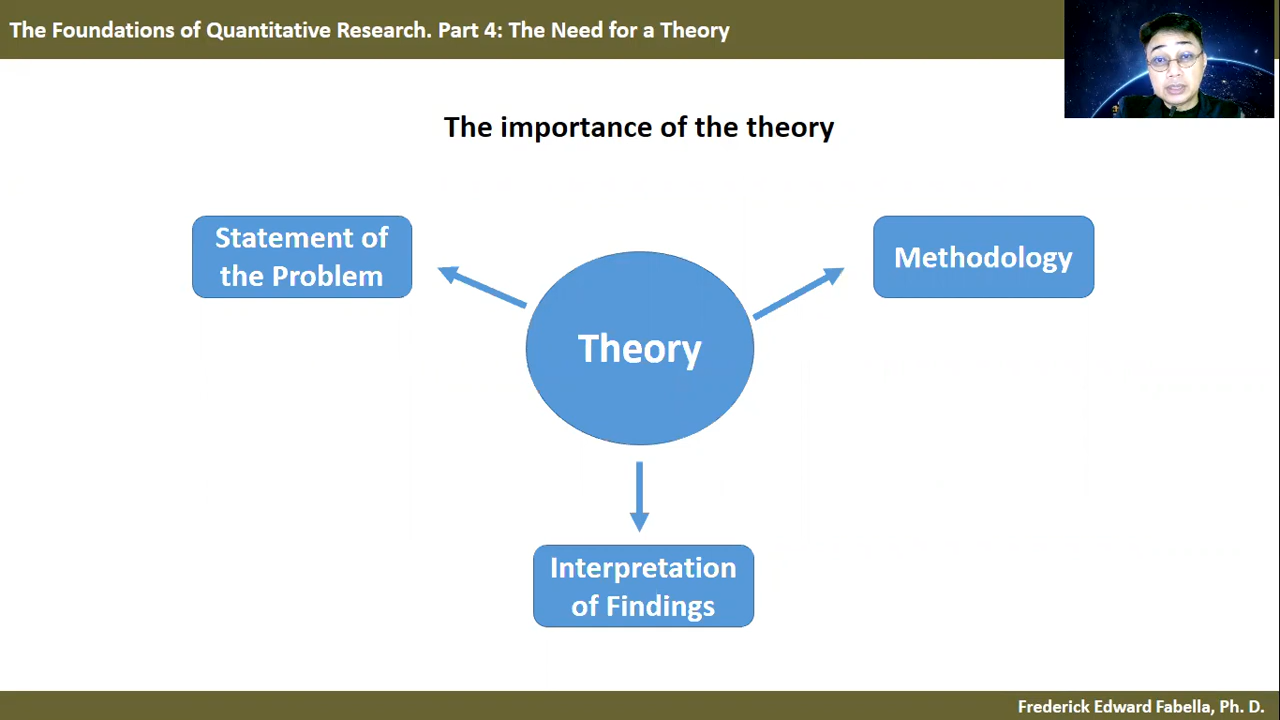 The Foundations of Quantitative Research. Part 4: The Need for a Theory
The importance of the theory
Statement of
the Problem
Methodology
Theory
Interpretation
of Findings
Frederick Edward Fabella, Ph. D.